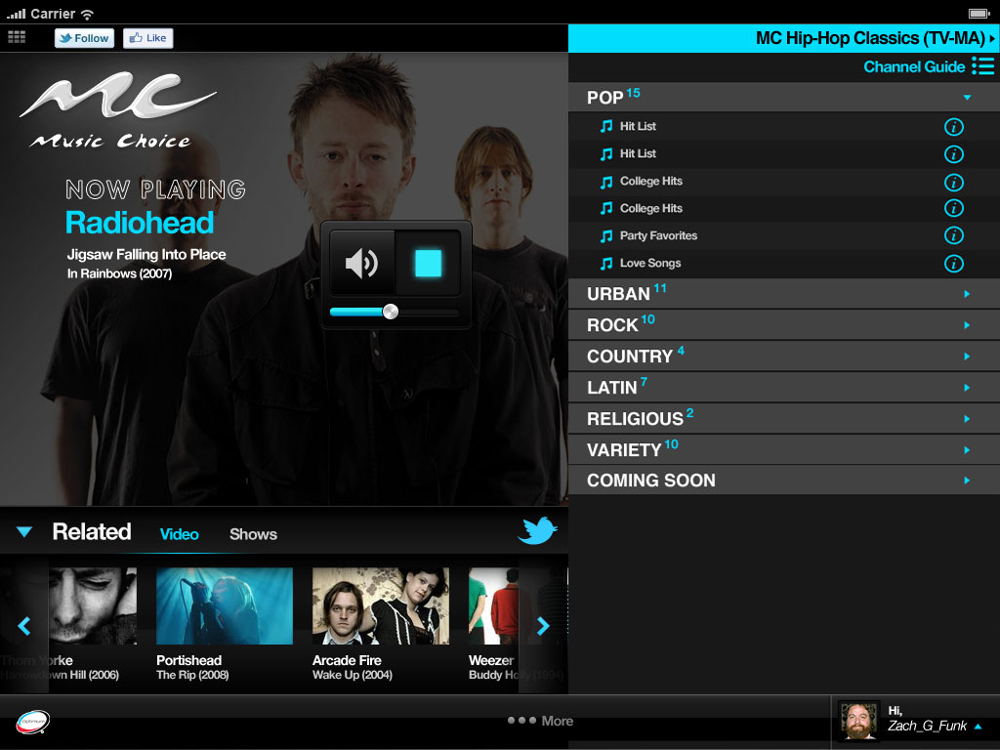 Carrier
Follow
Like
MC Hip-Hop Classics (TV-MA)
Channel Guide
MC
Music Choice
NOW PLAYING
Radiohead
Jigsaw Falling Into Place
In Rainbows (2007)
POP 15
Hit List
Hit List
College Hits
College Hits
Party Favorites
Love Songs
URBAN 11
ROCK 10
COUNTRY 4
LATIN 7
RELIGIOUS 2
VARIETY 10
COMING SOON
Related
Video
Shows
Thom Yorke
Harrowdown Hill (2006)
Portishead
The Rip (2008)
Arcade Fire
Wake Up (2004)
Weezer
Buddy Holly (1994)
optimum
More
Hi,
Zach_G_Funk